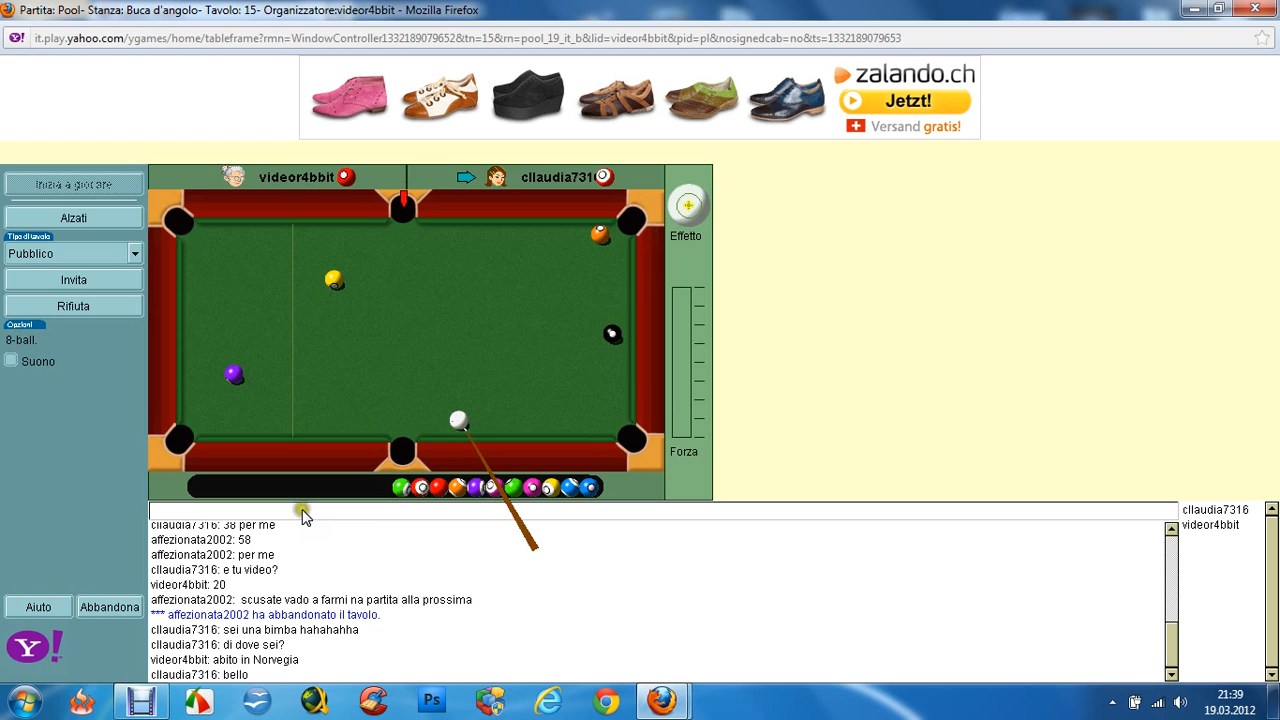 Partita: Pool- Stanza: Buca d'angolo- Tavolo: 15- Organizzatore:videor4bbit - Mozilla Firefox
it.play.yahoo.com/ygames/home/tableframe?rmn=WindowController1332189079652&tn=15&rn=pool_19_it_b&lid=videor4bbit&pid=pl&nosignedcab=no&ts=1332189079653
zalando.ch
Jetzt!
Versand gratis!
videor4bbit
cllaudia731
Inizia a giocare
Alzati
Tipo di tavolo
Pubblico
Invita
Rifiuta
Opzioni
8-ball.
Suono
Effetto
Forza
cllaudia7316: 38 per me
affezionata2002: 58
affezionata2002: per me
cllaudia7316: e tu video?
videor4bbit: 20
affezionata2002: scusate vado a farmi na partita alla prossima
*** affezionata2002 ha abbandonato il tavolo.
cllaudia7316: sei una bimba hahahahha
cllaudia7316: di dove sei?
videor4bbit: abito in Norvegia
cllaudia7316: bello
cllaudia7316
videor4bbit
Aiuto
Abbandona
Y!
Ps
21:39
19.03.2012